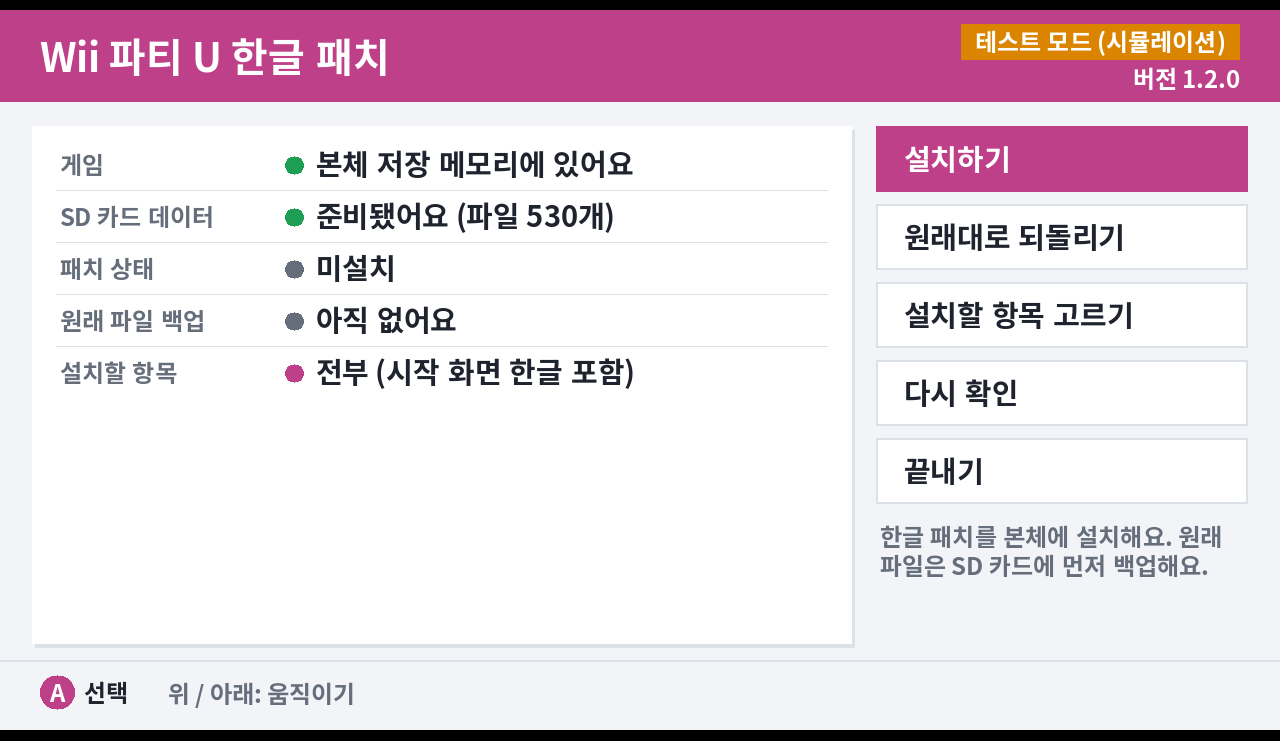 Wii 파티 U 한글 패치
테스트 모드 (시뮬레이션)
버전 1.2.0
게임 본체 저장 메모리에 있어요
SD 카드 데이터 준비됐어요 (파일 530개)
패치 상태 미설치
원래 파일 백업 아직 없어요
설치할 항목 전부 (시작 화면 한글 포함)
설치하기
원래대로 되돌리기
설치할 항목 고르기
다시 확인
끝내기
한글 패치를 본체에 설치해요. 원래
파일은 SD 카드에 먼저 백업해요.
A 선택 위 / 아래: 움직이기